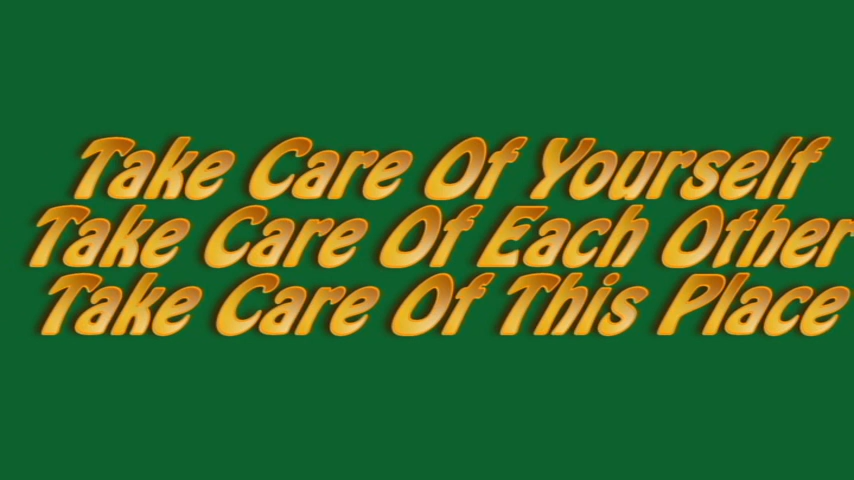 Take Care Of Yourself
Take Care Of Each Other
Take Care Of This Place